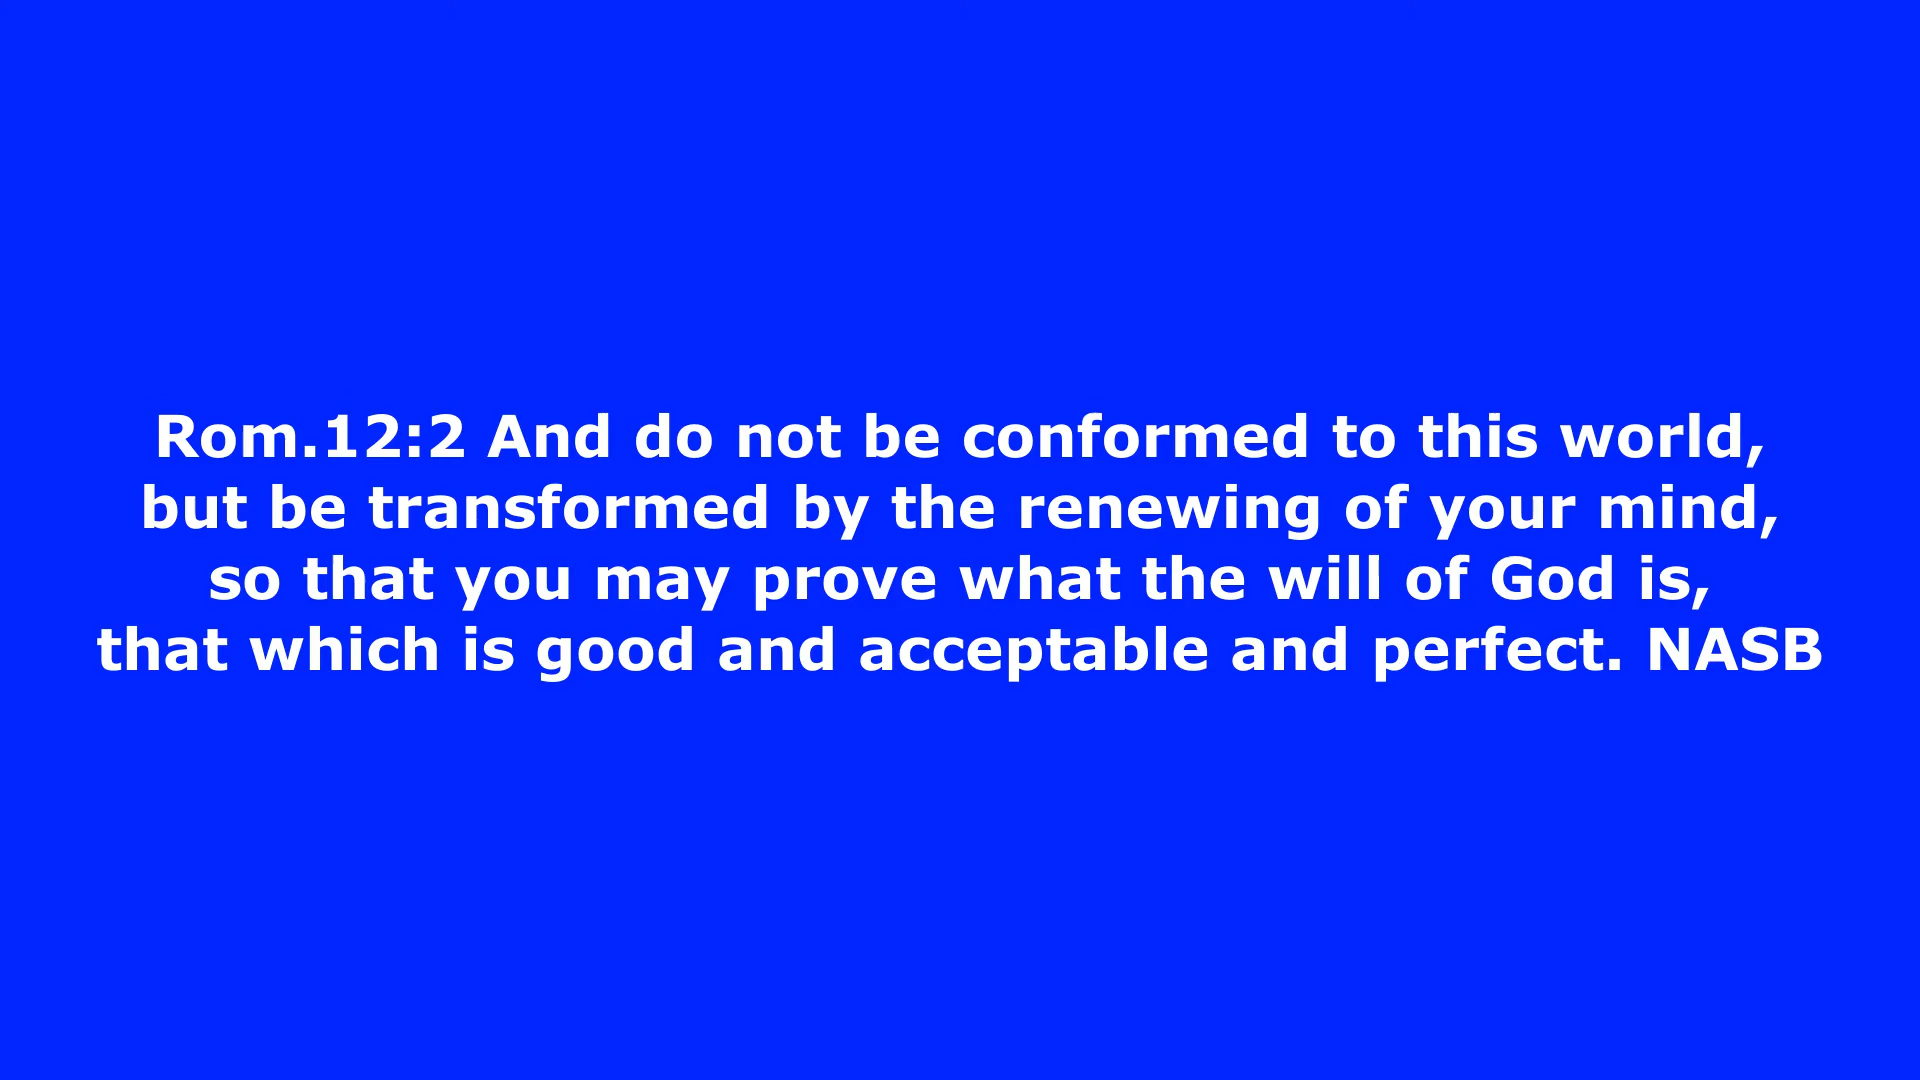 Rom.12:2 And do not be conformed to this world,
but be transformed by the renewing of your mind,
so that you may prove what the will of God is,
that which is good and acceptable and perfect. NASB